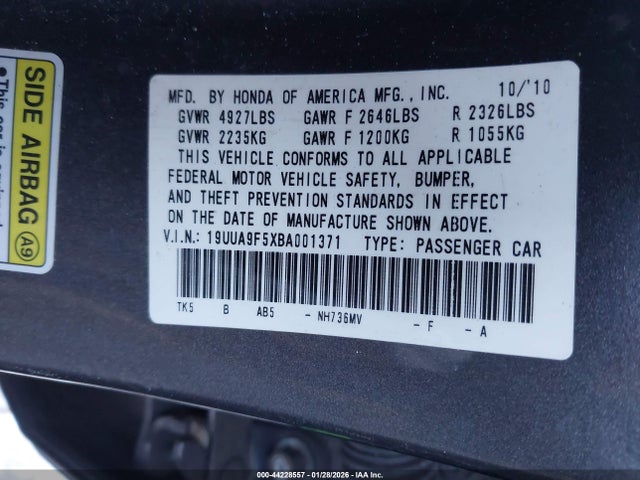 SIDE AIRBAG A9
MFD. BY HONDA OF AMERICA MFG., INC. 10/'10
GVWR 4927LBS GAWR F 2646LBS R 2326LBS
GVWR 2235KG GAWR F 1200KG R 1055KG
THIS VEHICLE CONFORMS TO ALL APPLICABLE
FEDERAL MOTOR VEHICLE SAFETY, BUMPER,
AND THEFT PREVENTION STANDARDS IN EFFECT
ON THE DATE OF MANUFACTURE SHOWN ABOVE.
V.I.N.: 19UUA9F5XBA001371 TYPE: PASSENGER CAR
TK5 B AB5 - NH736MV - F - A
000-44228557 | 01/28/2026 | IAA Inc.